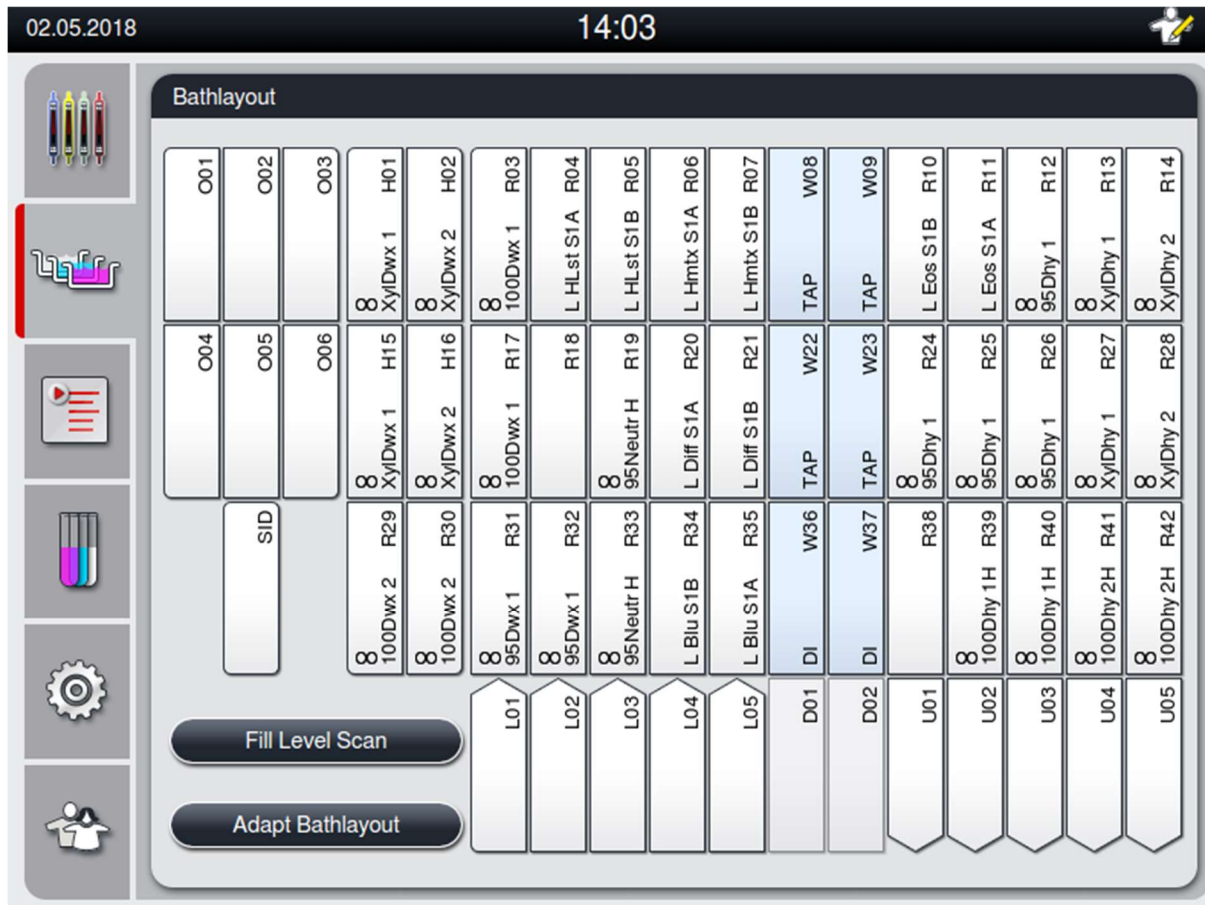 02.05.2018
14:03
Bathlayout
O01
O02
O03
XylDwx 1 H01
XylDwx 2 H02
100Dwx 1 R03
L HLst S1A R04
L HLst S1B R05
L Hmtx S1A R06
L Hmtx S1B R07
TAP W08
TAP W09
L Eos S1B R10
L Eos S1A R11
95Dhy 1 R12
XylDhy 1 R13
XylDhy 2 R14
O04
O05
O06
XylDwx 1 H15
XylDwx 2 H16
100Dwx 1 R17
R18
95Neutr H R19
L Diff S1A R20
L Diff S1B R21
TAP W22
TAP W23
95Dhy 1 R24
95Dhy 1 R25
95Dhy 1 R26
XylDhy 1 R27
XylDhy 2 R28
SID
100Dwx 2 R29
100Dwx 2 R30
95Dwx 1 R31
95Dwx 1 R32
95Neutr H R33
L Blu S1B R34
L Blu S1A R35
DI W36
DI W37
R38
100Dhy 1H R39
100Dhy 1H R40
100Dhy 2H R41
100Dhy 2H R42
L01
L02
L03
L04
L05
D01
D02
U01
U02
U03
U04
U05
Fill Level Scan
Adapt Bathlayout